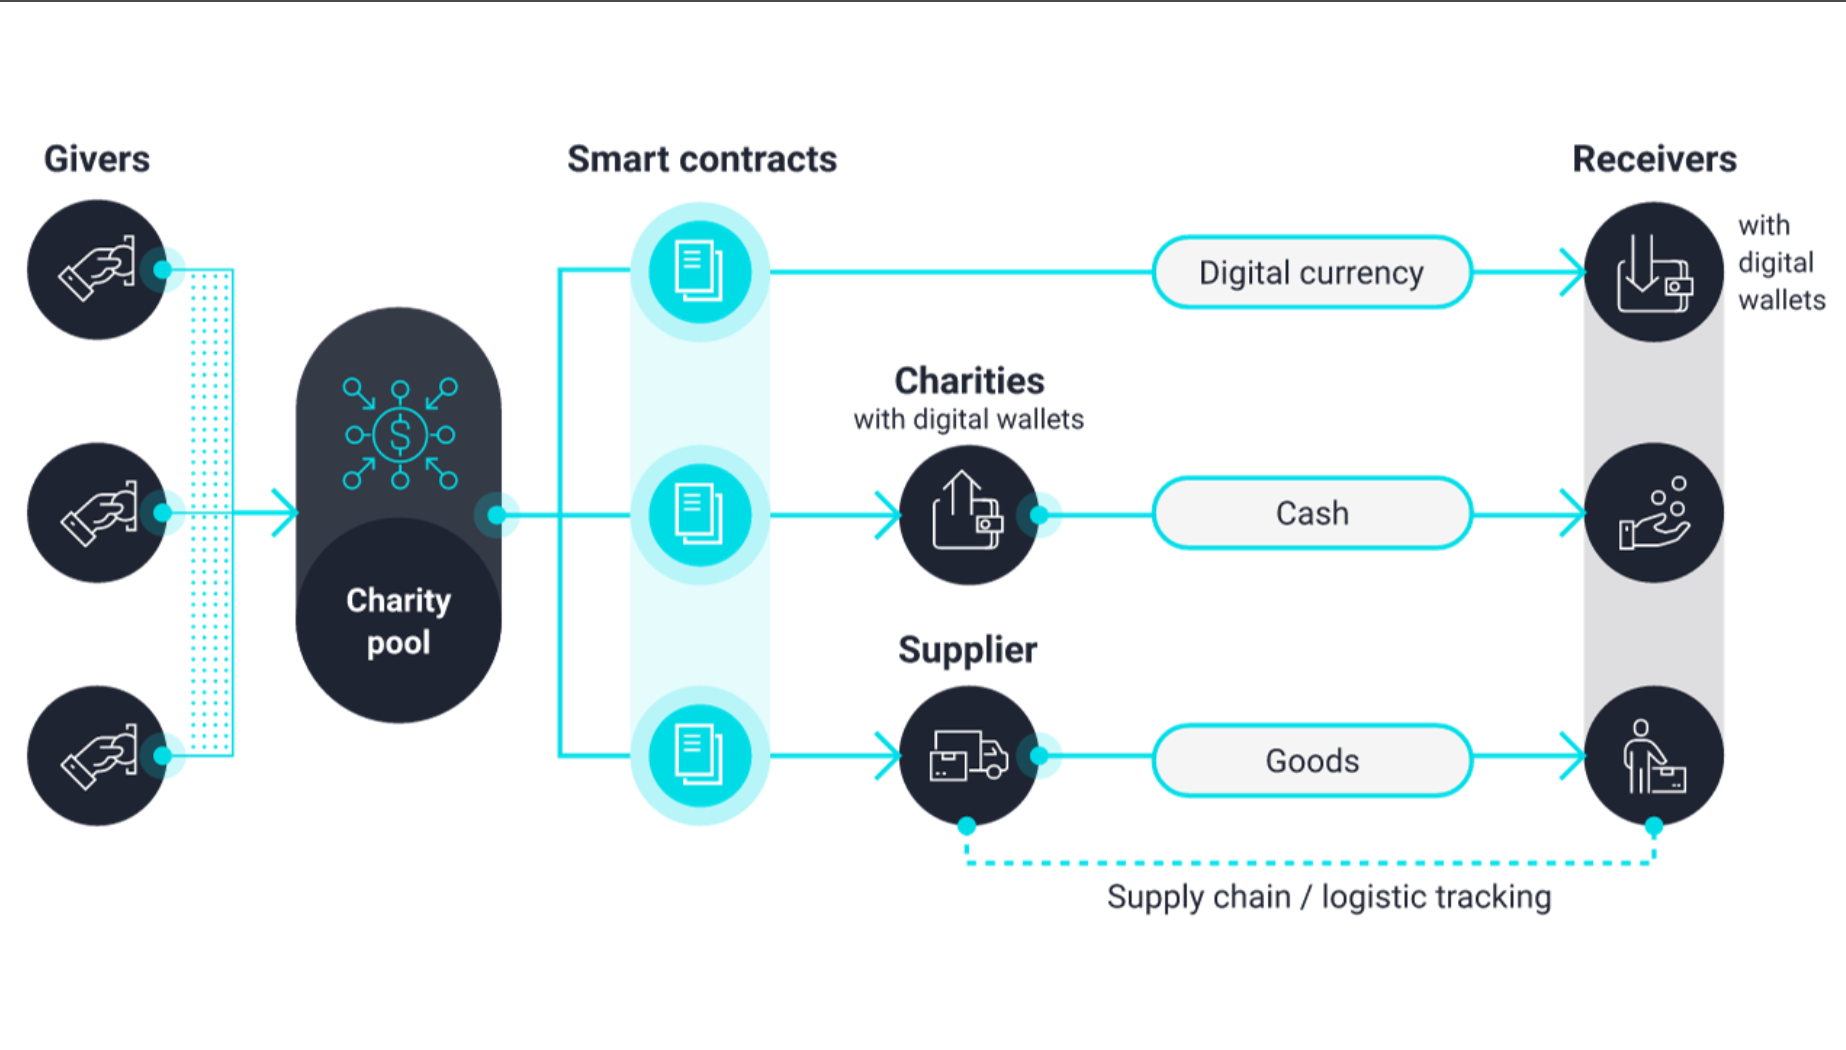 Givers
Smart contracts
Receivers
with
digital
wallets
Digital currency
Charities
with digital wallets
Cash
$
Charity
pool
Supplier
Goods
Supply chain / logistic tracking